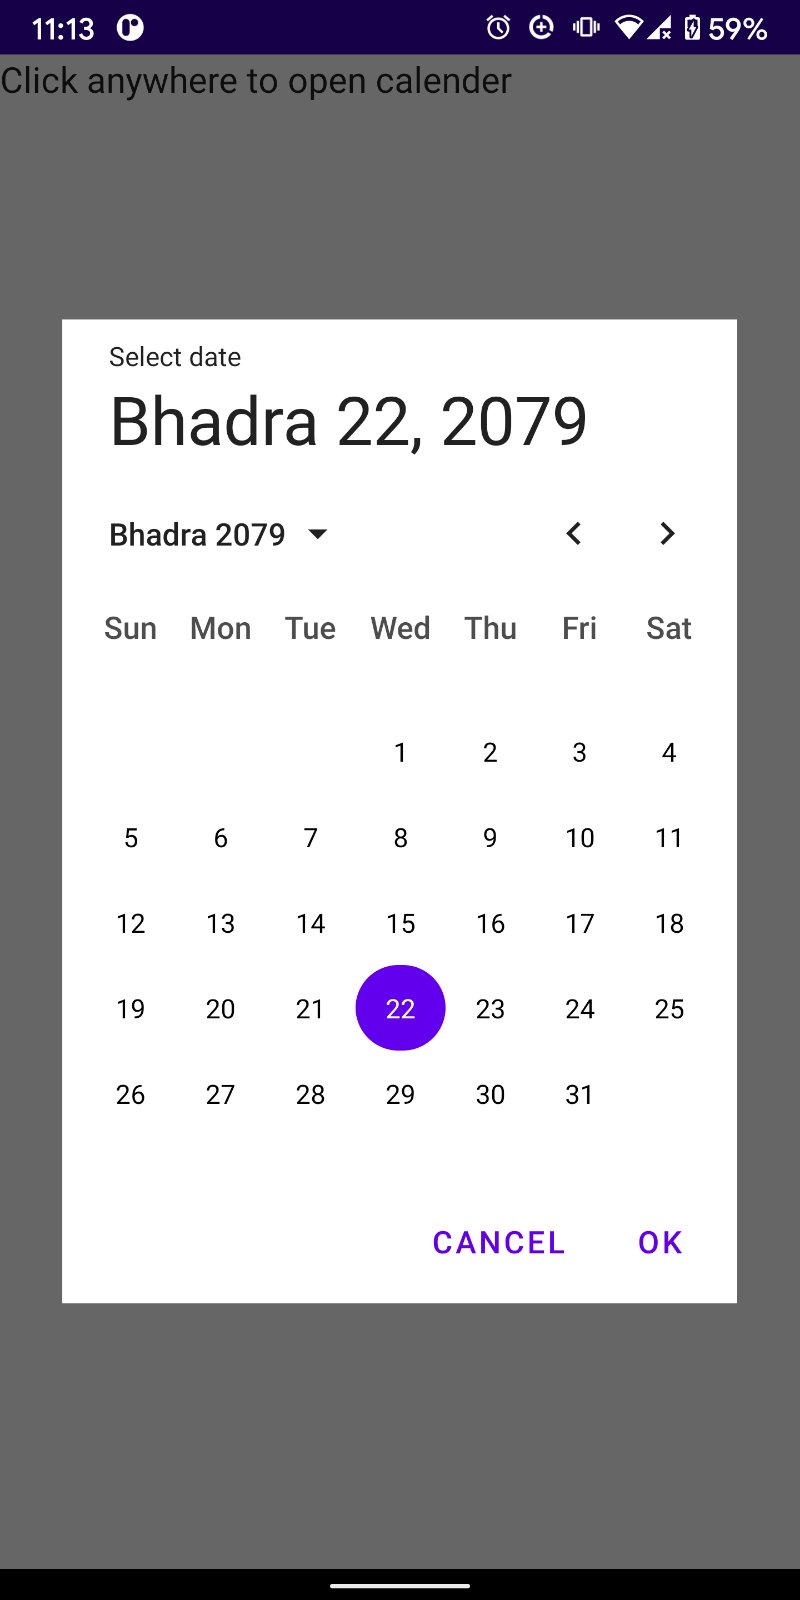 11:13 59%
Click anywhere to open calender
Select date
Bhadra 22, 2079
Bhadra 2079
Sun Mon Tue Wed Thu Fri Sat
1 2 3 4
5 6 7 8 9 10 11
12 13 14 15 16 17 18
19 20 21 22 23 24 25
26 27 28 29 30 31
CANCEL OK